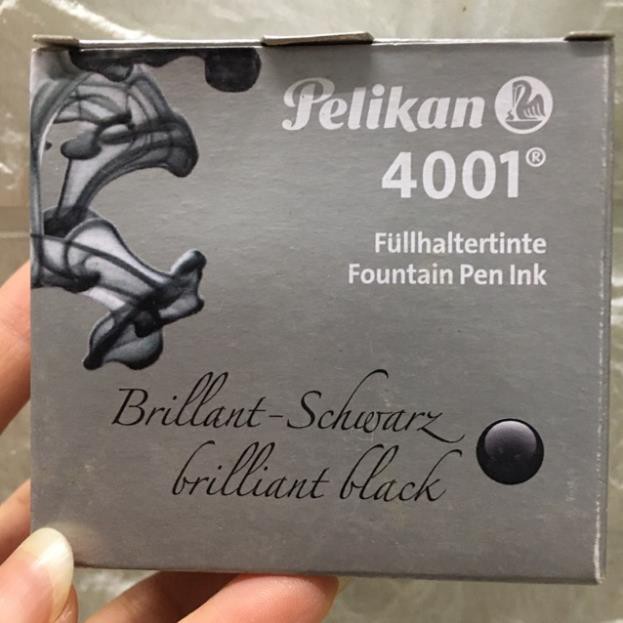 Pelikan
4001®
Füllhaltertinte
Fountain Pen Ink
Brillant-Schwarz
brilliant black